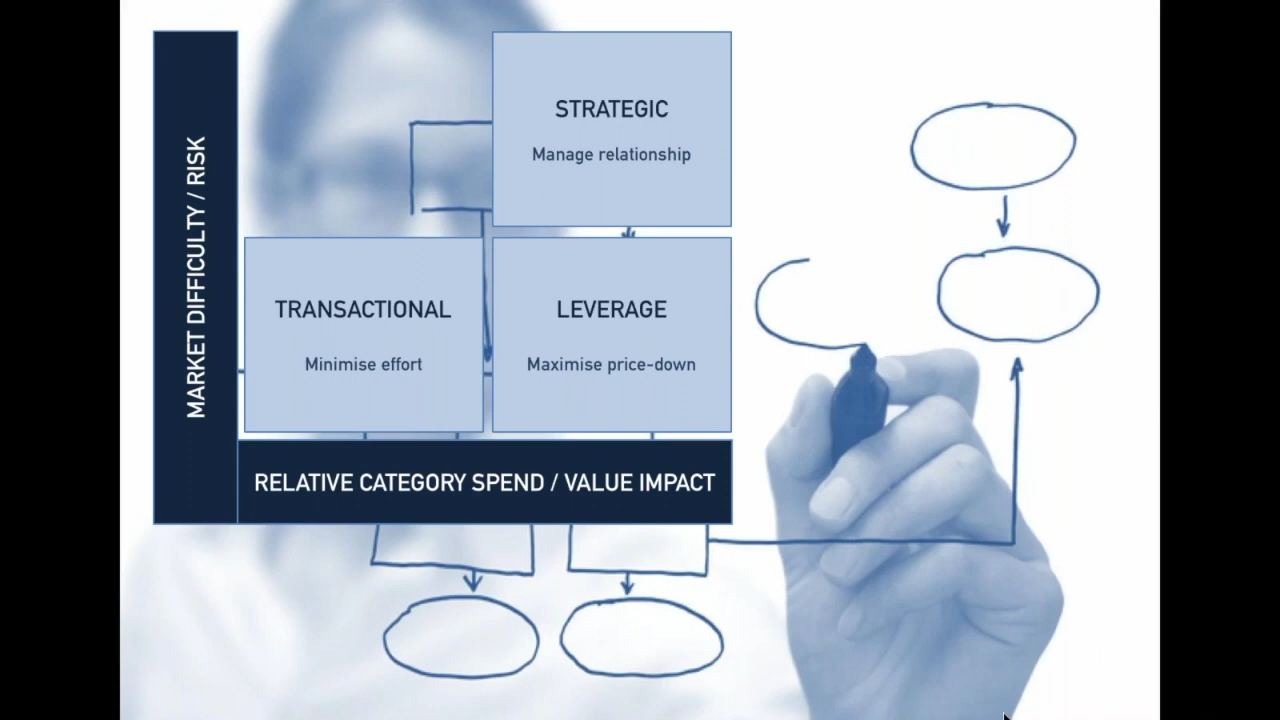 MARKET DIFFICULTY / RISK
STRATEGIC
Manage relationship
TRANSACTIONAL
Minimise effort
LEVERAGE
Maximise price-down
RELATIVE CATEGORY SPEND / VALUE IMPACT